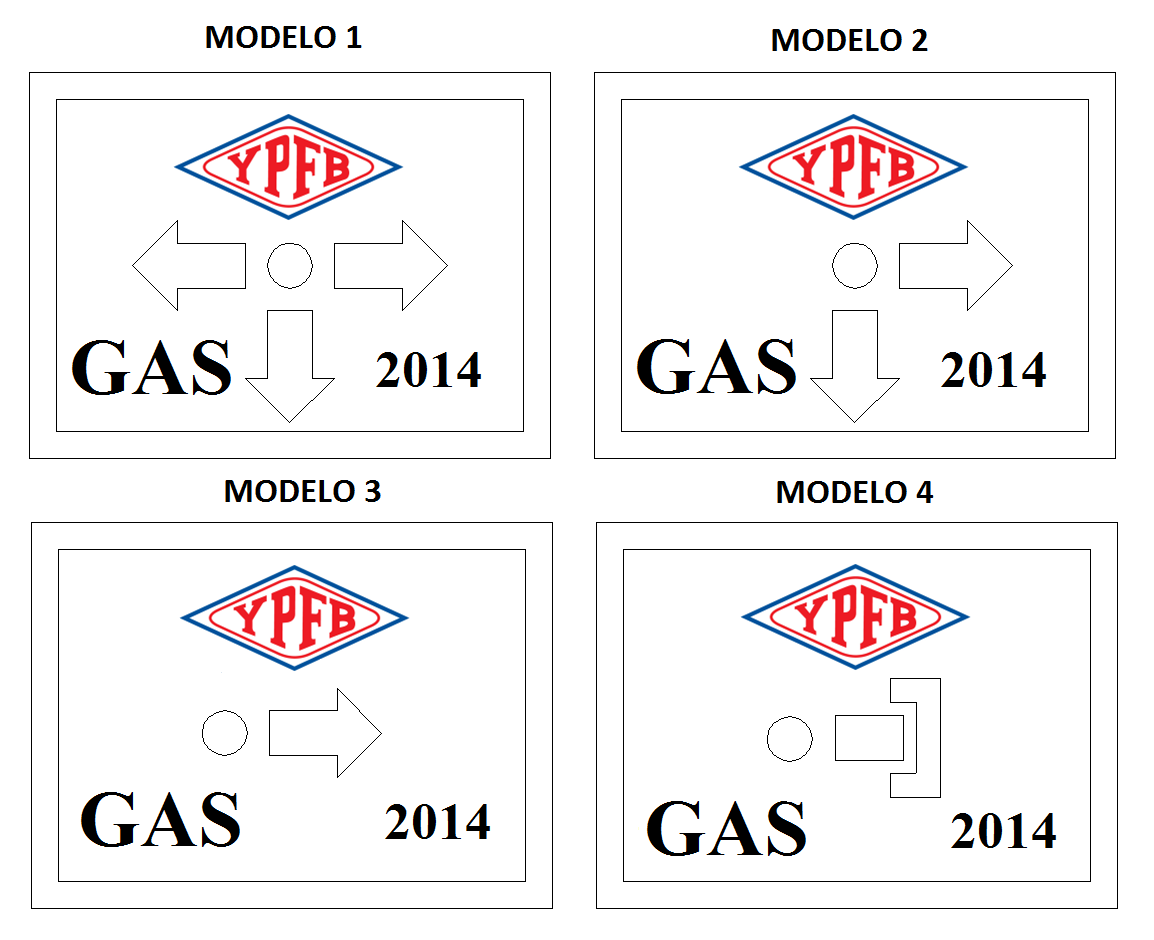 MODELO 1
YPFB
GAS 2014
MODELO 2
YPFB
GAS 2014
MODELO 3
YPFB
GAS 2014
MODELO 4
YPFB
GAS 2014